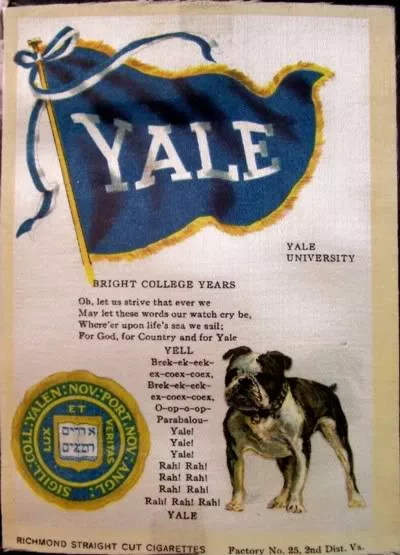 YALE
YALE
UNIVERSITY
BRIGHT COLLEGE YEARS
Oh, let us strive that ever we
May let these words our watch cry be,
Where'er upon life's sea we sail;
For God, for Country and for Yale
YELL
Brek-ek-eek-
ex-coex-coex,
Brek-ek-eek-
ex-coex-coex,
O-op-o-op-
Parabalou-
Yale!
Yale!
Yale!
Rah! Rah!
Rah! Rah!
Rah! Rah!
Rah! Rah! Rah!
YALE
SIGILL: COLL: YALEN: NOV: PORT: NOV: ANGL:
LUX ET VERITAS
RICHMOND STRAIGHT CUT CIGARETTES
Factory No. 25, 2nd Dist. Va.